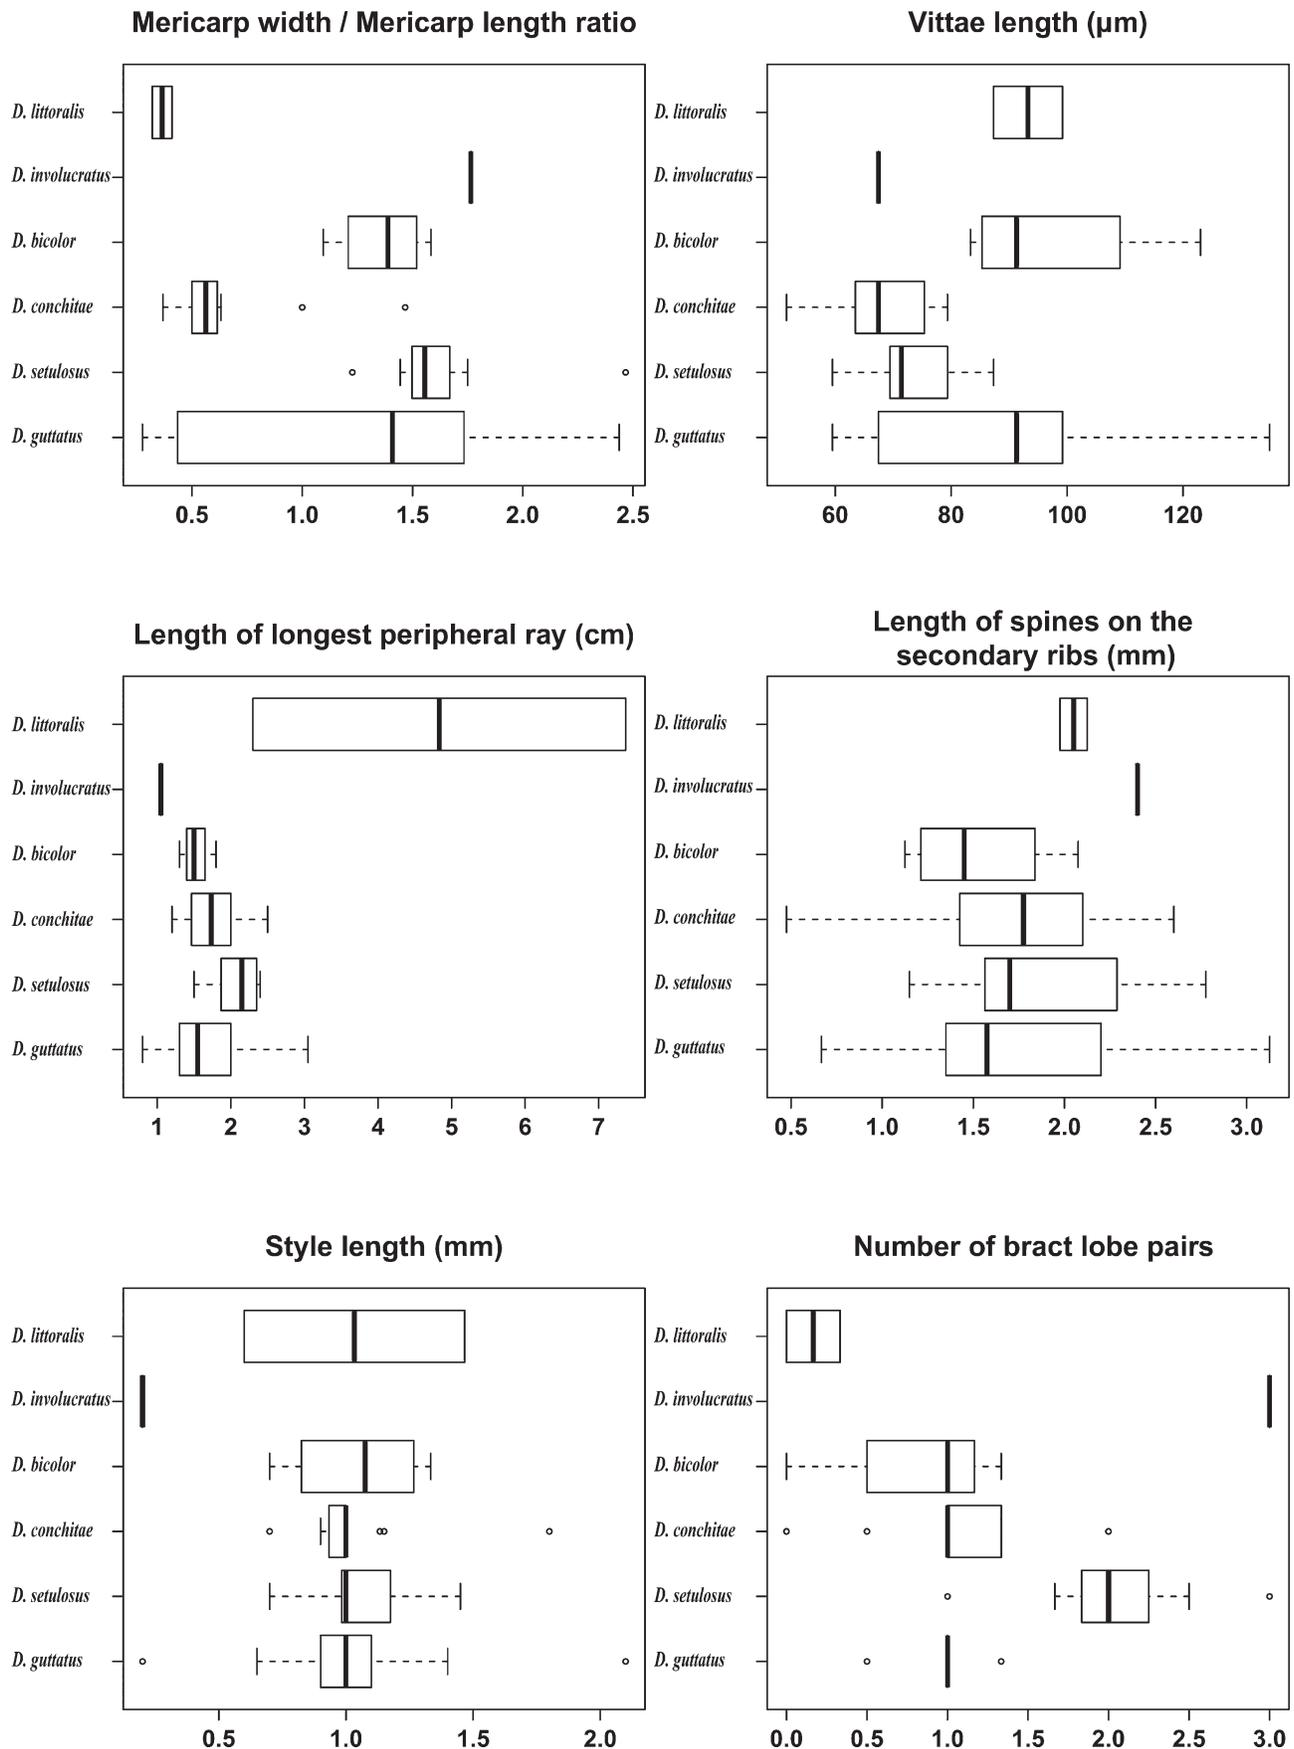 Mericarp width / Mericarp length ratio
D. littoralis
D. involucratus
D. bicolor
D. conchitae
D. setulosus
D. guttatus
0.5 1.0 1.5 2.0 2.5
Vittae length (µm)
D. littoralis
D. involucratus
D. bicolor
D. conchitae
D. setulosus
D. guttatus
60 80 100 120
Length of longest peripheral ray (cm)
D. littoralis
D. involucratus
D. bicolor
D. conchitae
D. setulosus
D. guttatus
1 2 3 4 5 6 7
Length of spines on the
secondary ribs (mm)
D. littoralis
D. involucratus
D. bicolor
D. conchitae
D. setulosus
D. guttatus
0.5 1.0 1.5 2.0 2.5 3.0
Style length (mm)
D. littoralis
D. involucratus
D. bicolor
D. conchitae
D. setulosus
D. guttatus
0.5 1.0 1.5 2.0
Number of bract lobe pairs
D. littoralis
D. involucratus
D. bicolor
D. conchitae
D. setulosus
D. guttatus
0.0 0.5 1.0 1.5 2.0 2.5 3.0